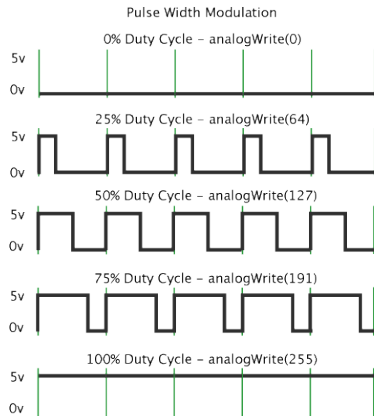 Pulse Width Modulation
0% Duty Cycle – analogWrite(0)
5v
0v
25% Duty Cycle – analogWrite(64)
5v
0v
50% Duty Cycle – analogWrite(127)
5v
0v
75% Duty Cycle – analogWrite(191)
5v
0v
100% Duty Cycle – analogWrite(255)
5v
0v